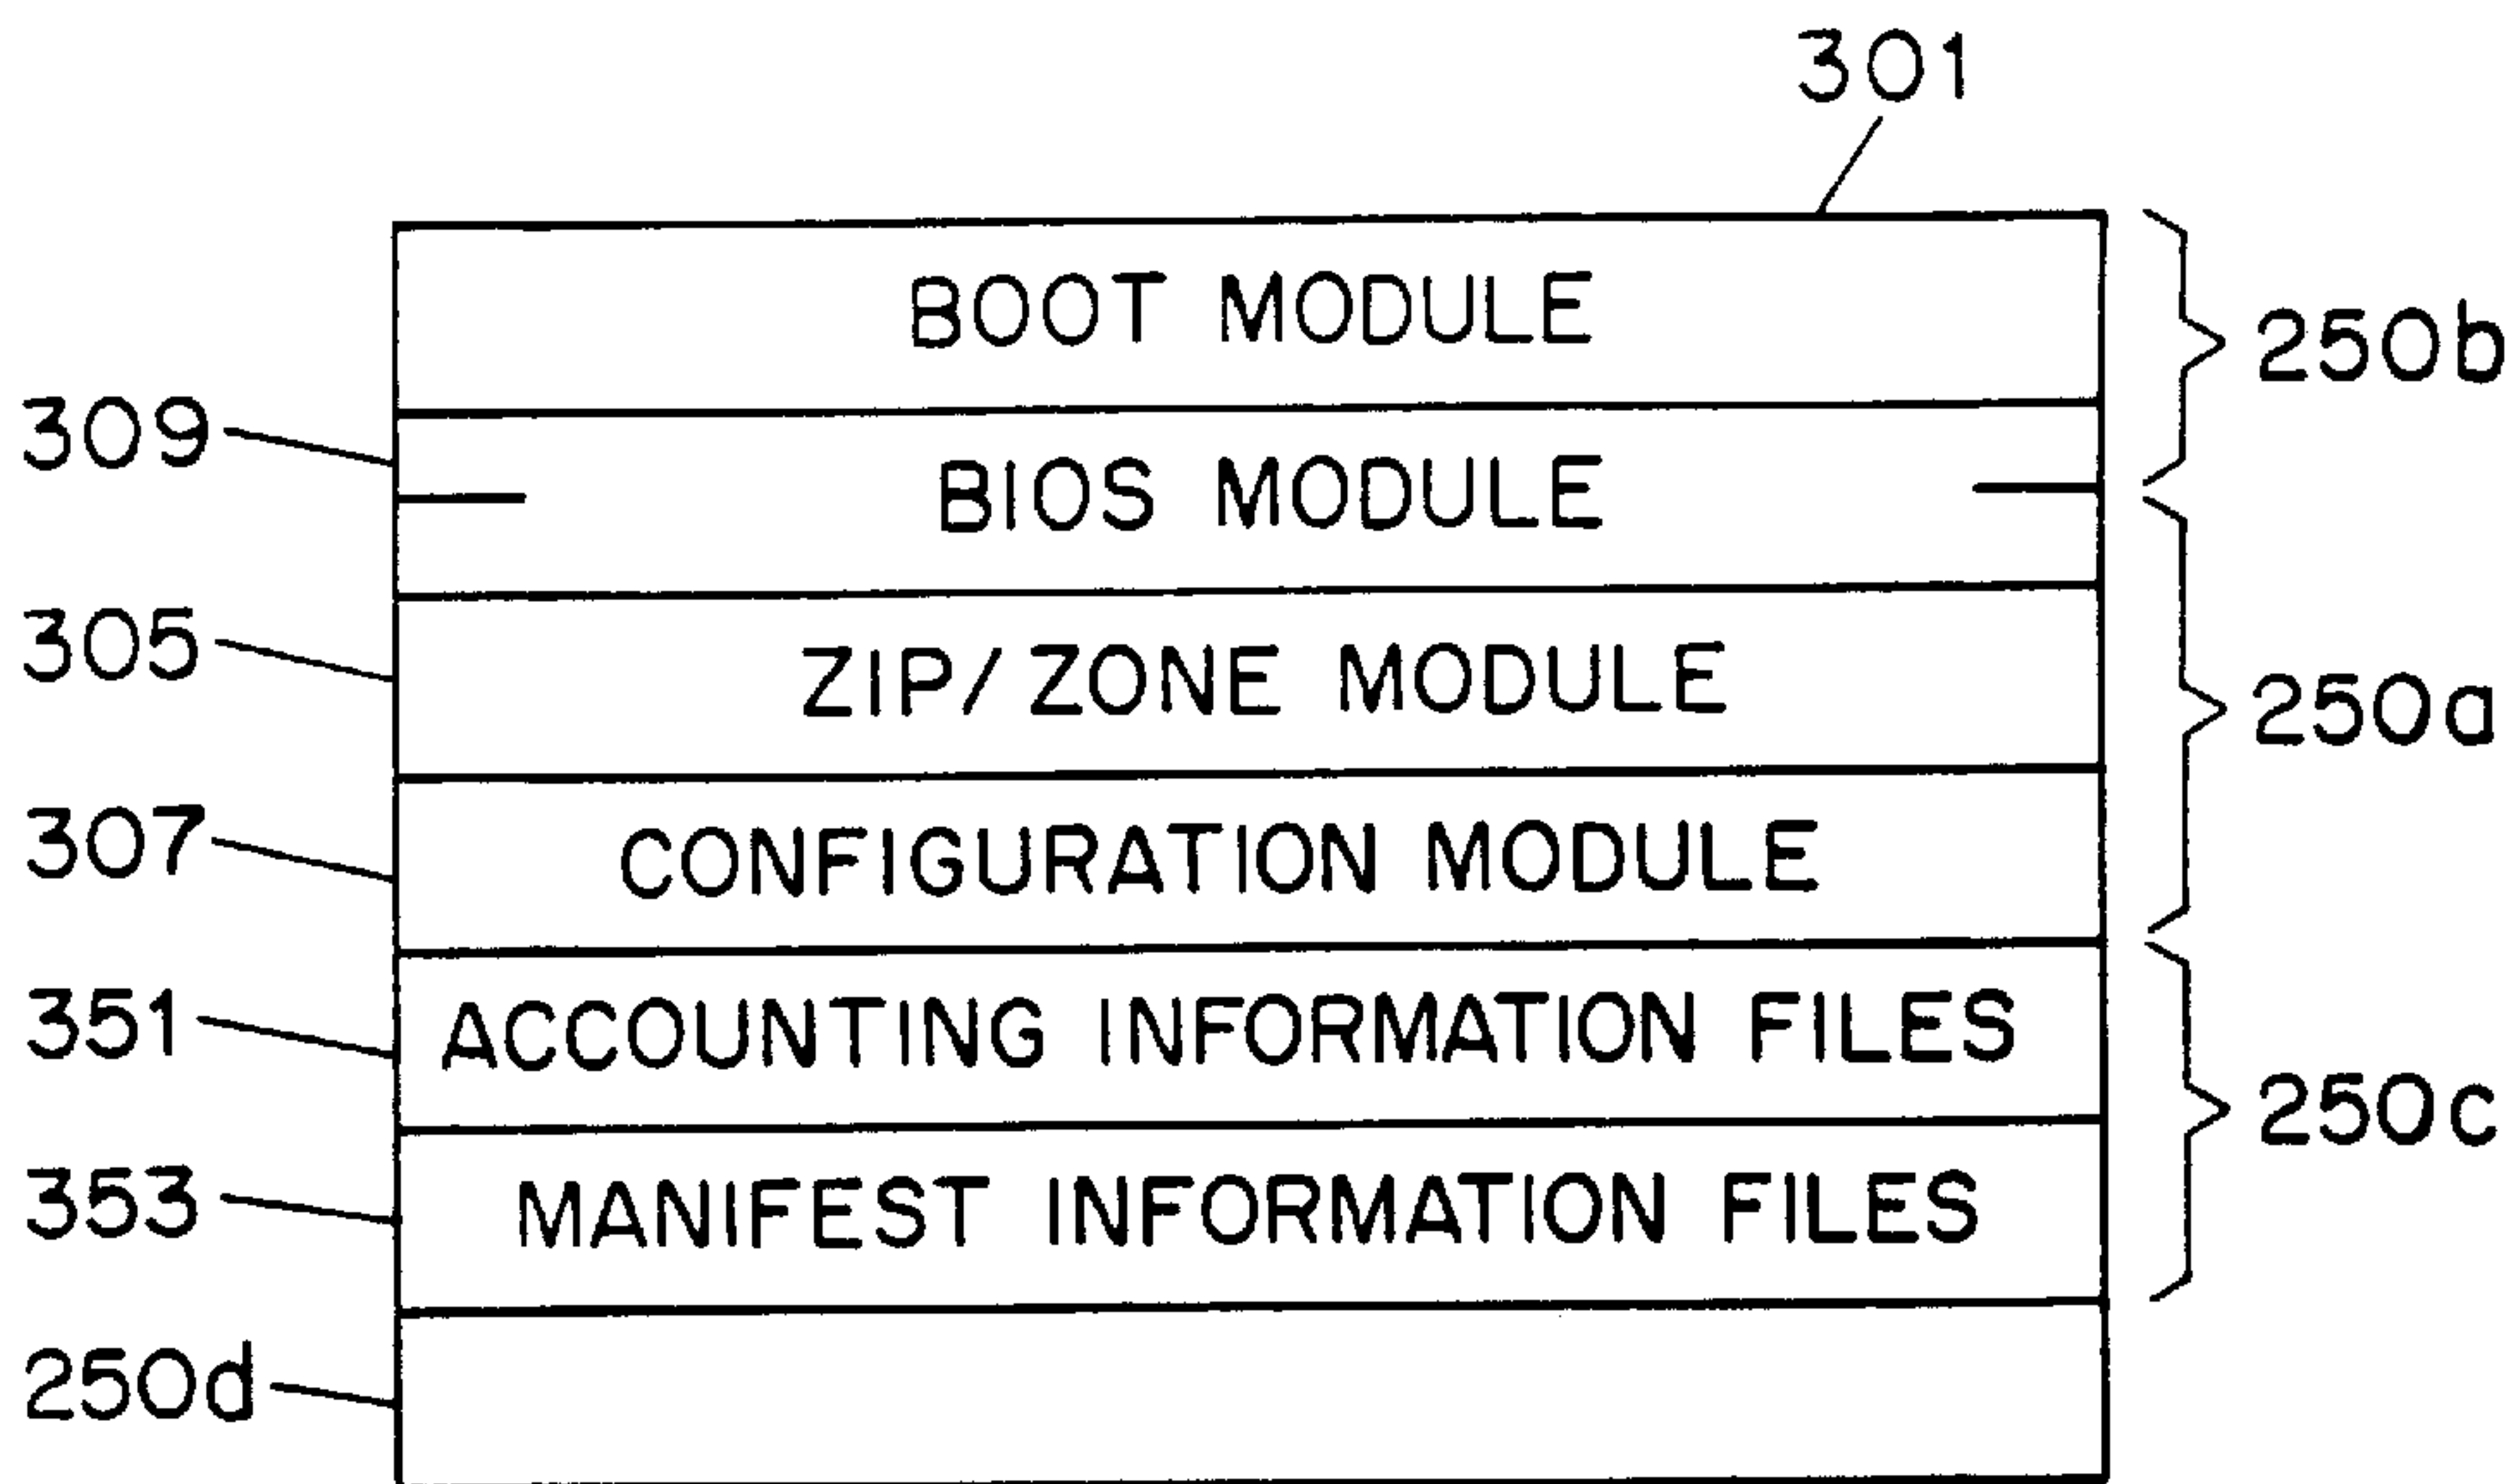 301
BOOT MODULE
250b
309
BIOS MODULE
305
ZIP/ZONE MODULE
250a
307
CONFIGURATION MODULE
351
ACCOUNTING INFORMATION FILES
250c
353
MANIFEST INFORMATION FILES
250d